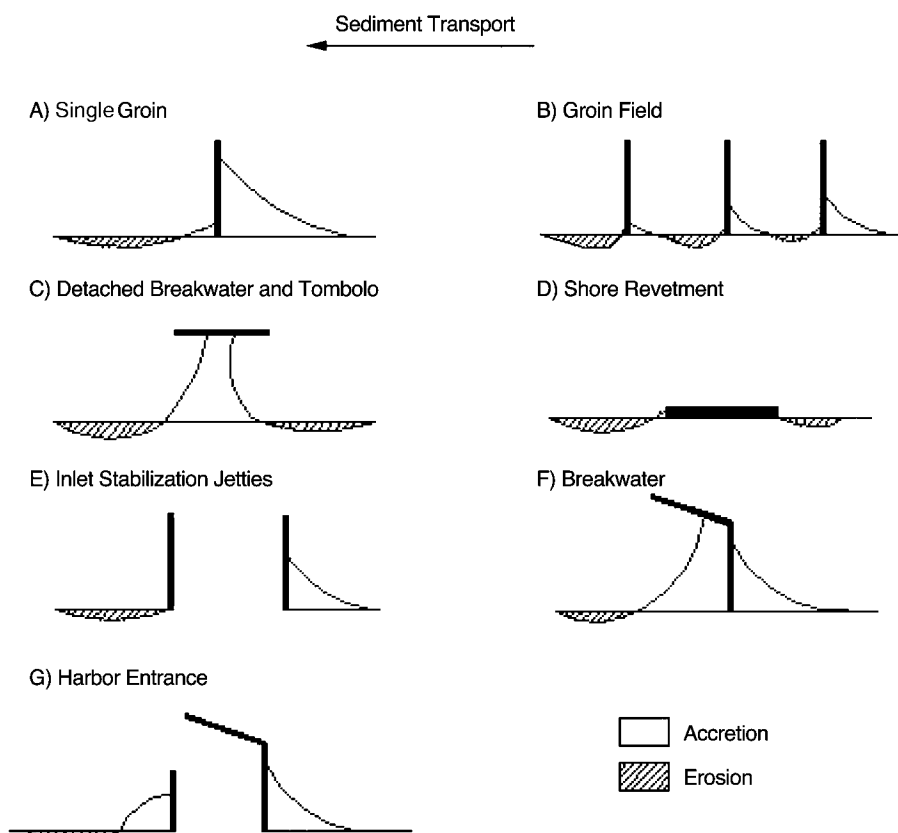 Sediment Transport
A) Single Groin
B) Groin Field
C) Detached Breakwater and Tombolo
D) Shore Revetment
E) Inlet Stabilization Jetties
F) Breakwater
G) Harbor Entrance
Accretion
Erosion